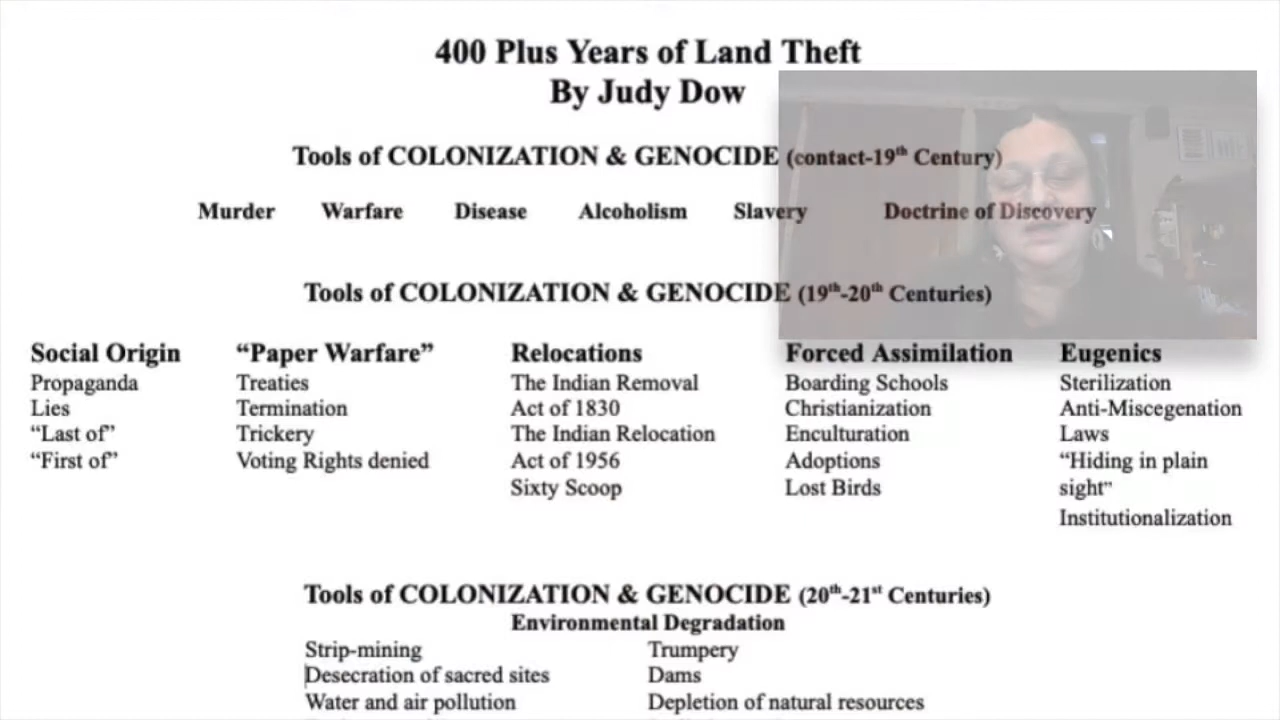 400 Plus Years of Land Theft
By Judy Dow
Tools of COLONIZATION & GENOCIDE (contact-19th Century)
Murder Warfare Disease Alcoholism Slavery Doctrine of Discovery
Tools of COLONIZATION & GENOCIDE (19th-20th Centuries)
Social Origin
Propaganda
Lies
“Last of”
“First of”
“Paper Warfare”
Treaties
Termination
Trickery
Voting Rights denied
Relocations
The Indian Removal
Act of 1830
The Indian Relocation
Act of 1956
Sixty Scoop
Forced Assimilation
Boarding Schools
Christianization
Enculturation
Adoptions
Lost Birds
Eugenics
Sterilization
Anti-Miscegenation
Laws
“Hiding in plain
sight”
Institutionalization
Tools of COLONIZATION & GENOCIDE (20th-21st Centuries)
Environmental Degradation
Strip-mining
Desecration of sacred sites
Water and air pollution
Trumpery
Dams
Depletion of natural resources